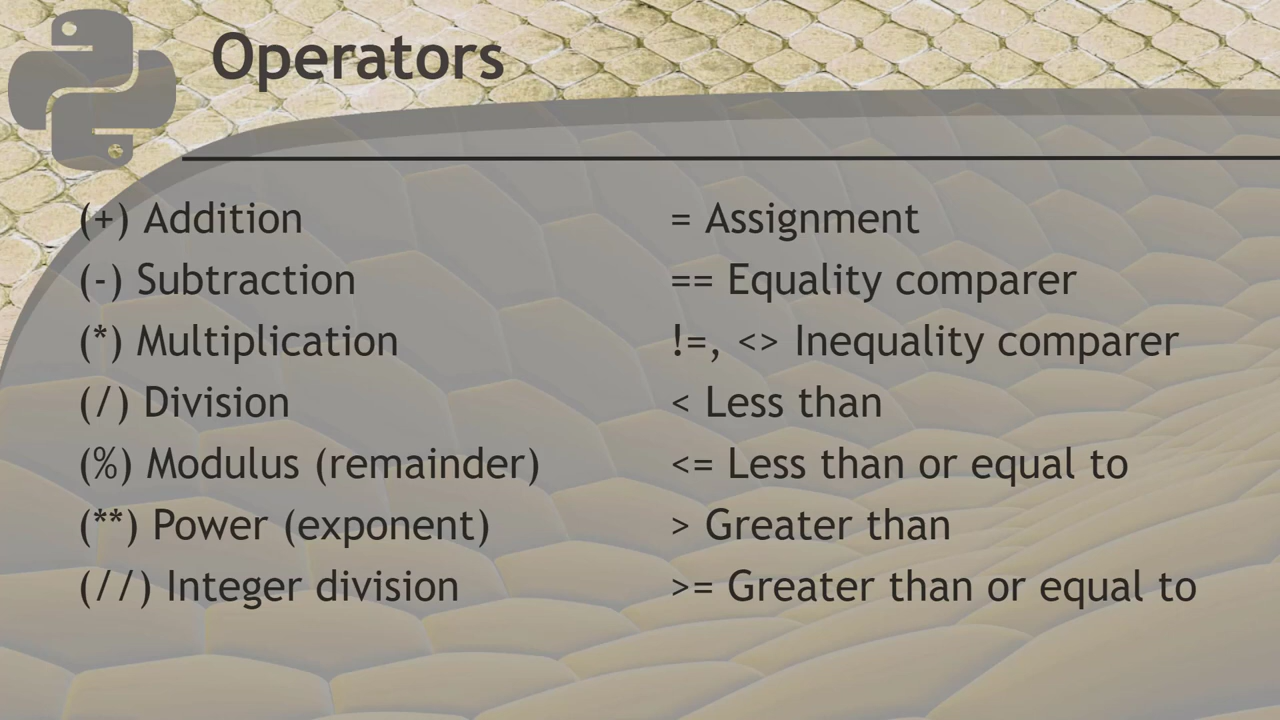 Operators
(+) Addition
(-) Subtraction
(*) Multiplication
(/) Division
(%) Modulus (remainder)
(**) Power (exponent)
(//) Integer division
= Assignment
== Equality comparer
!=, <> Inequality comparer
< Less than
<= Less than or equal to
> Greater than
>= Greater than or equal to